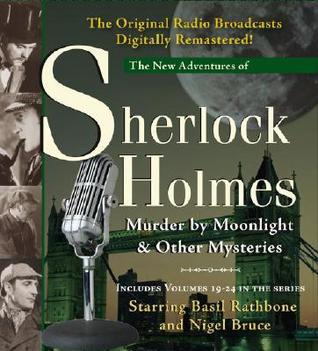 The Original Radio Broadcasts
Digitally Remastered!
The New Adventures of
Sherlock
Holmes
Murder by Moonlight
& Other Mysteries
Includes Volumes 19-24 in the series
Starring Basil Rathbone
and Nigel Bruce